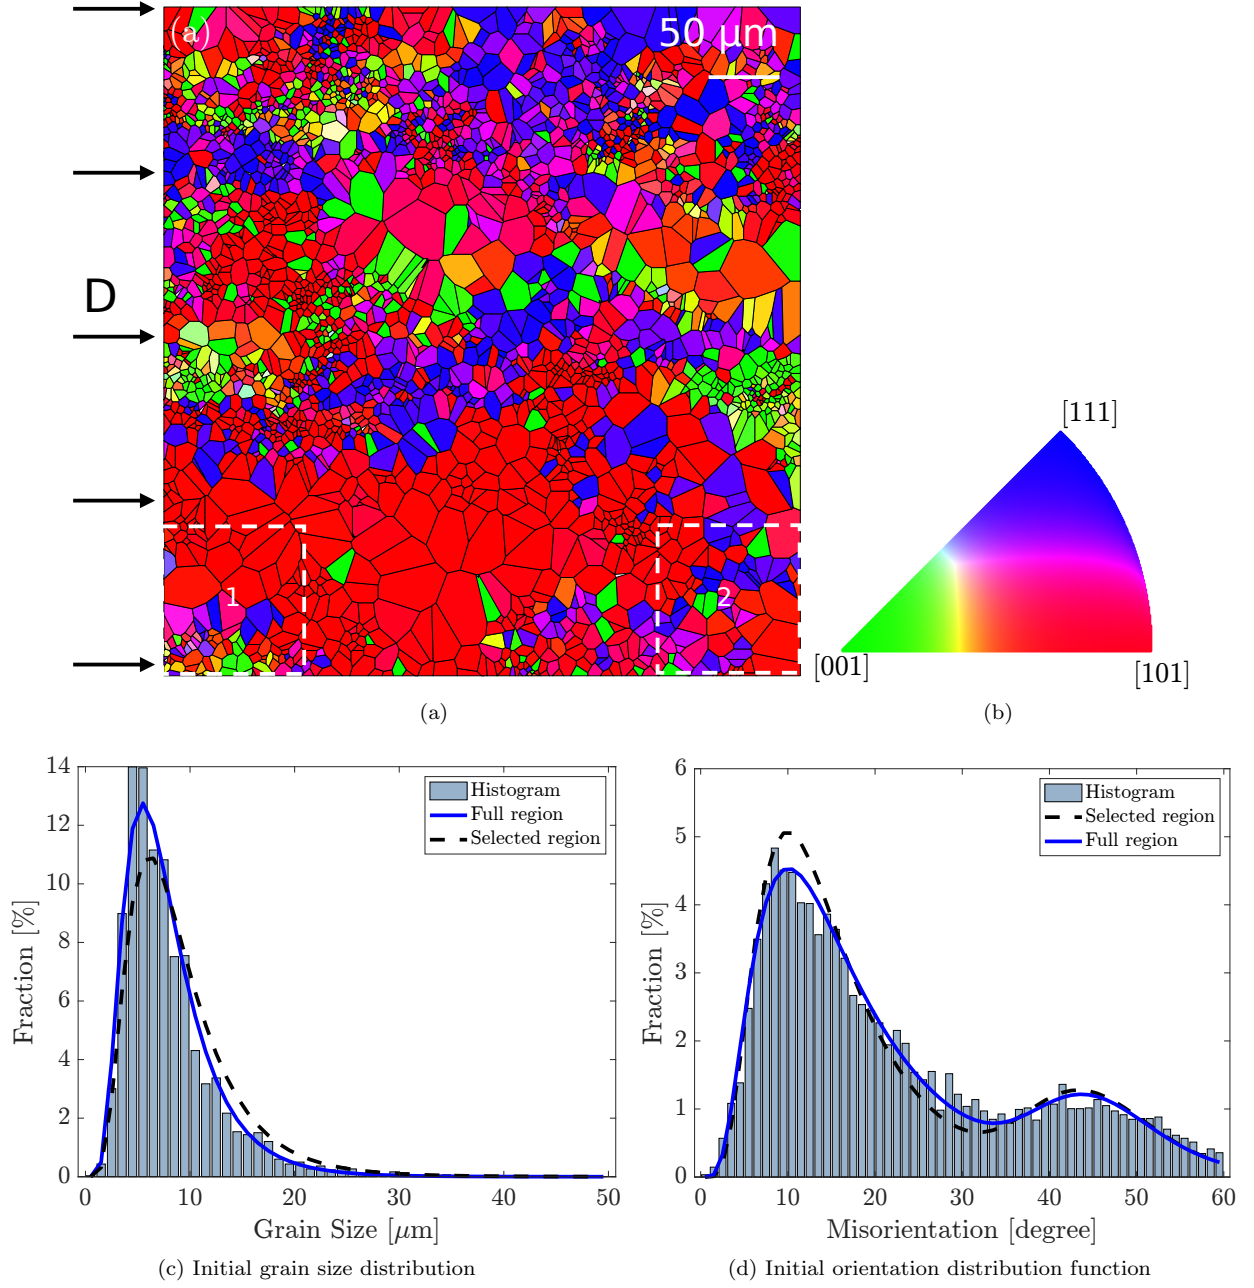 (a)
50 µm
D
1
2
[111]
[001]
[101]
(a)
(b)
14
12
10
8
6
4
2
0
Fraction [%]
Histogram
Full region
Selected region
0
10
20
30
40
50
Grain Size [μm]
(c) Initial grain size distribution
6
5
4
3
2
1
0
Fraction [%]
Histogram
Selected region
Full region
0
10
20
30
40
50
60
Misorientation [degree]
(d) Initial orientation distribution function